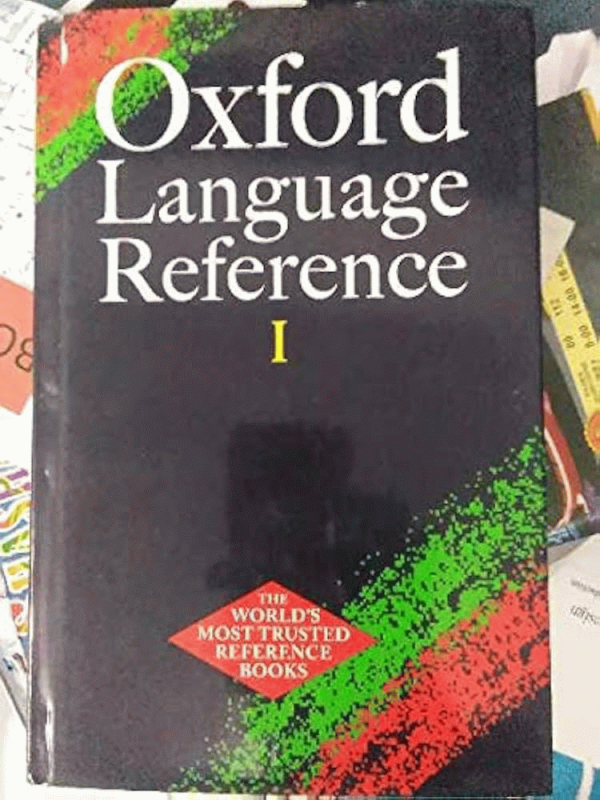 Oxford
Language
Reference
I
THE
WORLD'S
MOST TRUSTED
REFERENCE
BOOKS